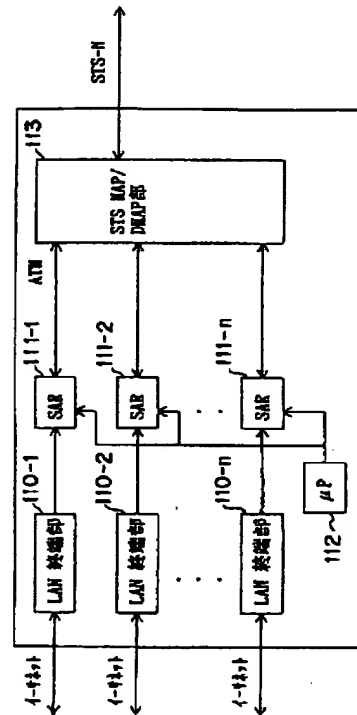 イーサネット
イーサネット
イーサネット
110-1
LAN 終端部
110-2
LAN 終端部
110-n
LAN 終端部
111-1
SAR
111-2
SAR
111-n
SAR
μP
112
ATM
113
STS MAP/
DMAP部
STS-N